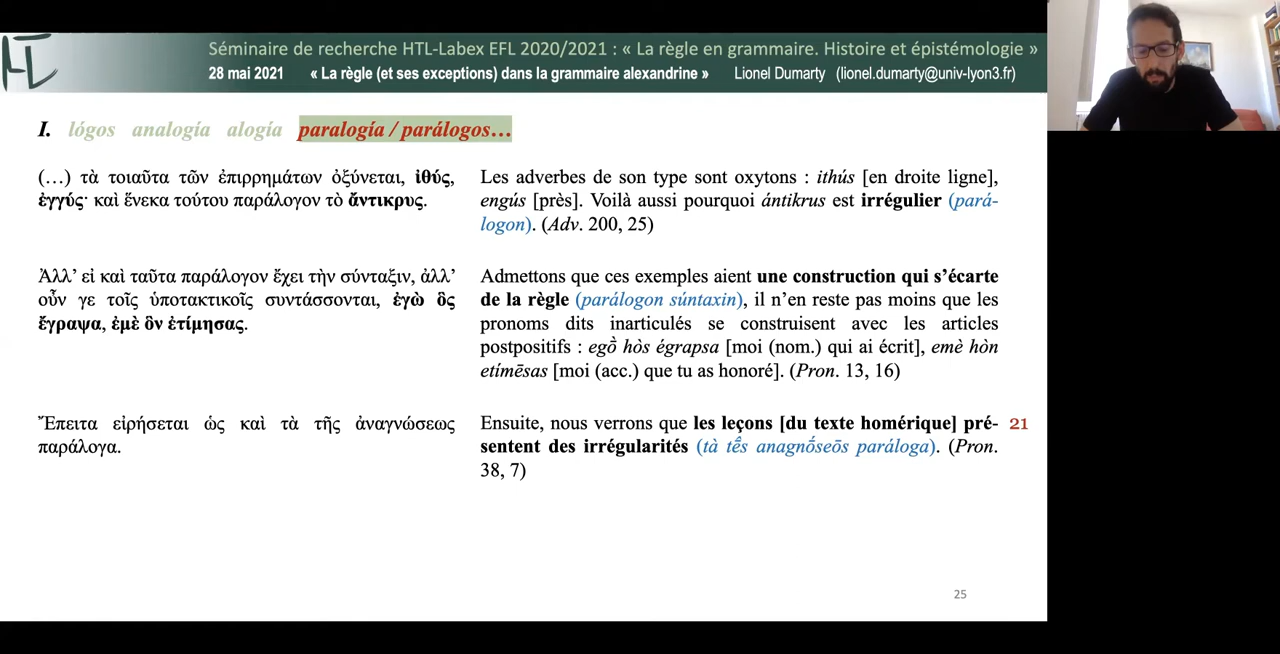 HTL
Séminaire de recherche HTL-Labex EFL 2020/2021 : « La règle en grammaire. Histoire et épistémologie »
28 mai 2021 « La règle (et ses exceptions) dans la grammaire alexandrine » Lionel Dumarty (lionel.dumarty@univ-lyon3.fr)
I. lógos analogía alogía paralogía / parálogos…
(…) τὰ τοιαῦτα τῶν ἐπιρρημάτων ὀξύνεται, ἰθύς,
ἐγγύς· καὶ ἕνεκα τούτου παράλογον τὸ ἄντικρυς.
Les adverbes de son type sont oxytons : ithús [en droite ligne],
engús [près]. Voilà aussi pourquoi ántikrus est irrégulier (pará-
logon). (Adv. 200, 25)
Ἀλλ’ εἰ καὶ ταῦτα παράλογον ἔχει τὴν σύνταξιν, ἀλλ’
οὖν γε τοῖς ὑποτακτικοῖς συντάσσονται, ἐγὼ ὃς
ἔγραψα, ἐμὲ ὃν ἐτίμησας.
Admettons que ces exemples aient une construction qui s’écarte
de la règle (parálogon súntaxin), il n’en reste pas moins que les
pronoms dits inarticulés se construisent avec les articles
postpositifs : egṑ hòs égrapsa [moi (nom.) qui ai écrit], emè hòn
etímēsas [moi (acc.) que tu as honoré]. (Pron. 13, 16)
Ἔπειτα εἰρήσεται ὡς καὶ τὰ τῆς ἀναγνώσεως
παράλογα.
Ensuite, nous verrons que les leçons [du texte homérique] pré-
sentent des irrégularités (tà tē̂s anagnṓseōs paráloga). (Pron.
38, 7)
21
25